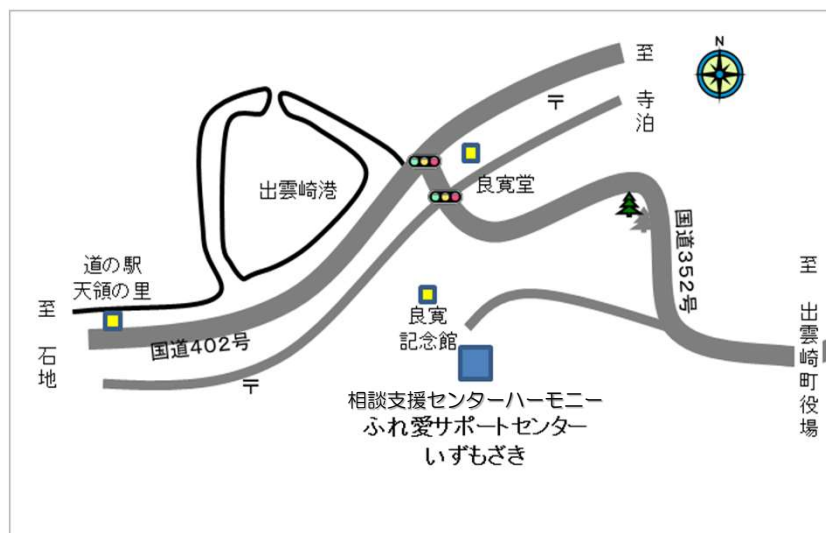 N
至 寺泊
〒
良寛堂
出雲崎港
国道352号
至 出雲崎町役場
道の駅
天領の里
至 石地
国道402号
〒
良寛
記念館
相談支援センターハーモニー
ふれ愛サポートセンター
いずもざき